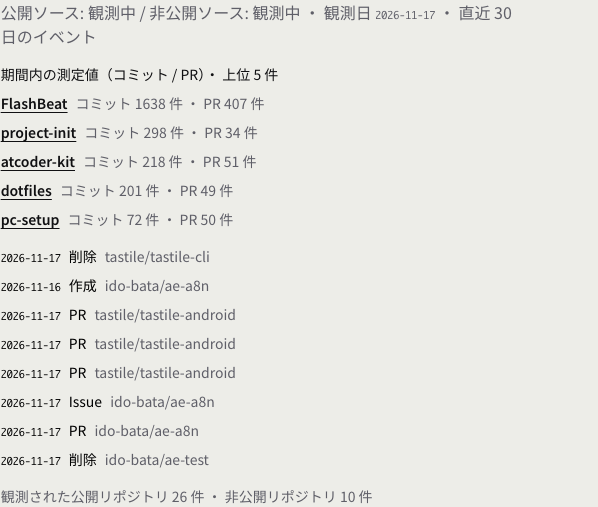 公開ソース: 観測中 / 非公開ソース: 観測中 ・ 観測日 2026-11-17 ・ 直近 30
日のイベント
期間内の測定値（コミット / PR）・ 上位 5 件
FlashBeat コミット 1638 件 ・ PR 407 件
project-init コミット 298 件 ・ PR 34 件
atcoder-kit コミット 218 件 ・ PR 51 件
dotfiles コミット 201 件 ・ PR 49 件
pc-setup コミット 72 件 ・ PR 50 件
2026-11-17 削除 tastile/tastile-cli
2026-11-16 作成 ido-bata/ae-a8n
2026-11-17 PR tastile/tastile-android
2026-11-17 PR tastile/tastile-android
2026-11-17 PR tastile/tastile-android
2026-11-17 Issue ido-bata/ae-a8n
2026-11-17 PR ido-bata/ae-a8n
2026-11-17 削除 ido-bata/ae-test
観測された公開リポジトリ 26 件 ・ 非公開リポジトリ 10 件